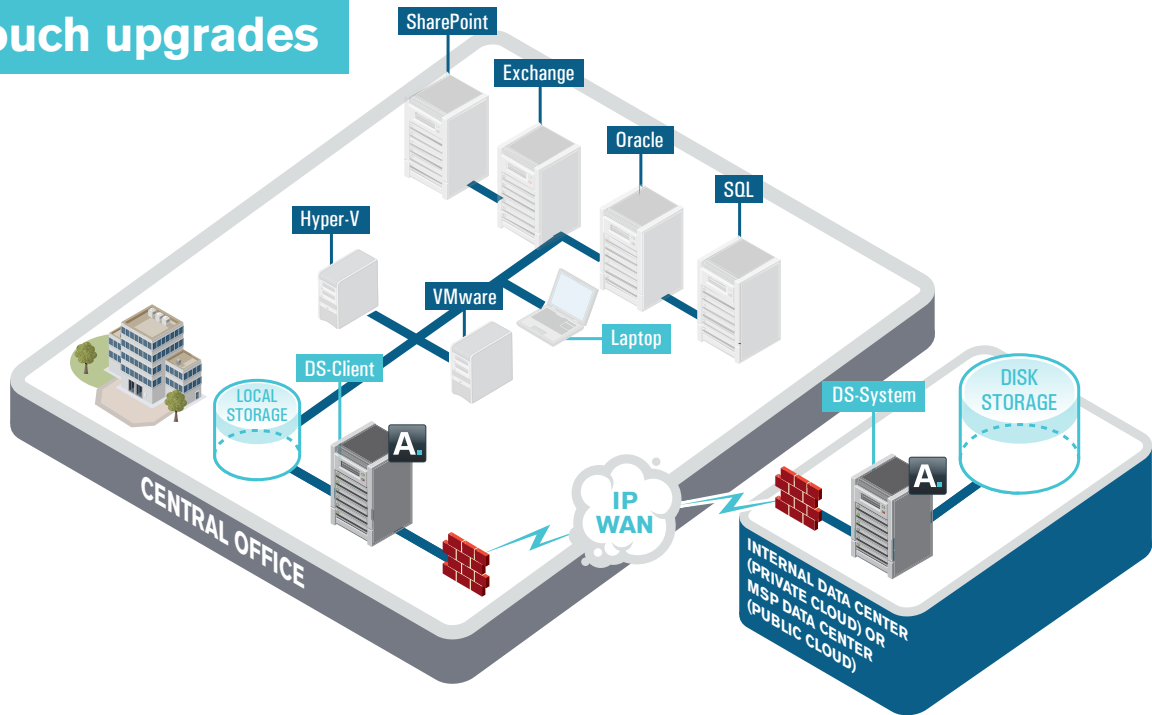 ouch upgrades
SharePoint
Exchange
Oracle
SQL
Hyper-V
VMware
Laptop
DS-Client
LOCAL
STORAGE
A.
CENTRAL OFFICE
IP
WAN
DS-System
DISK
STORAGE
A.
INTERNAL DATA CENTER
(PRIVATE CLOUD) OR
MSP DATA CENTER
(PUBLIC CLOUD)